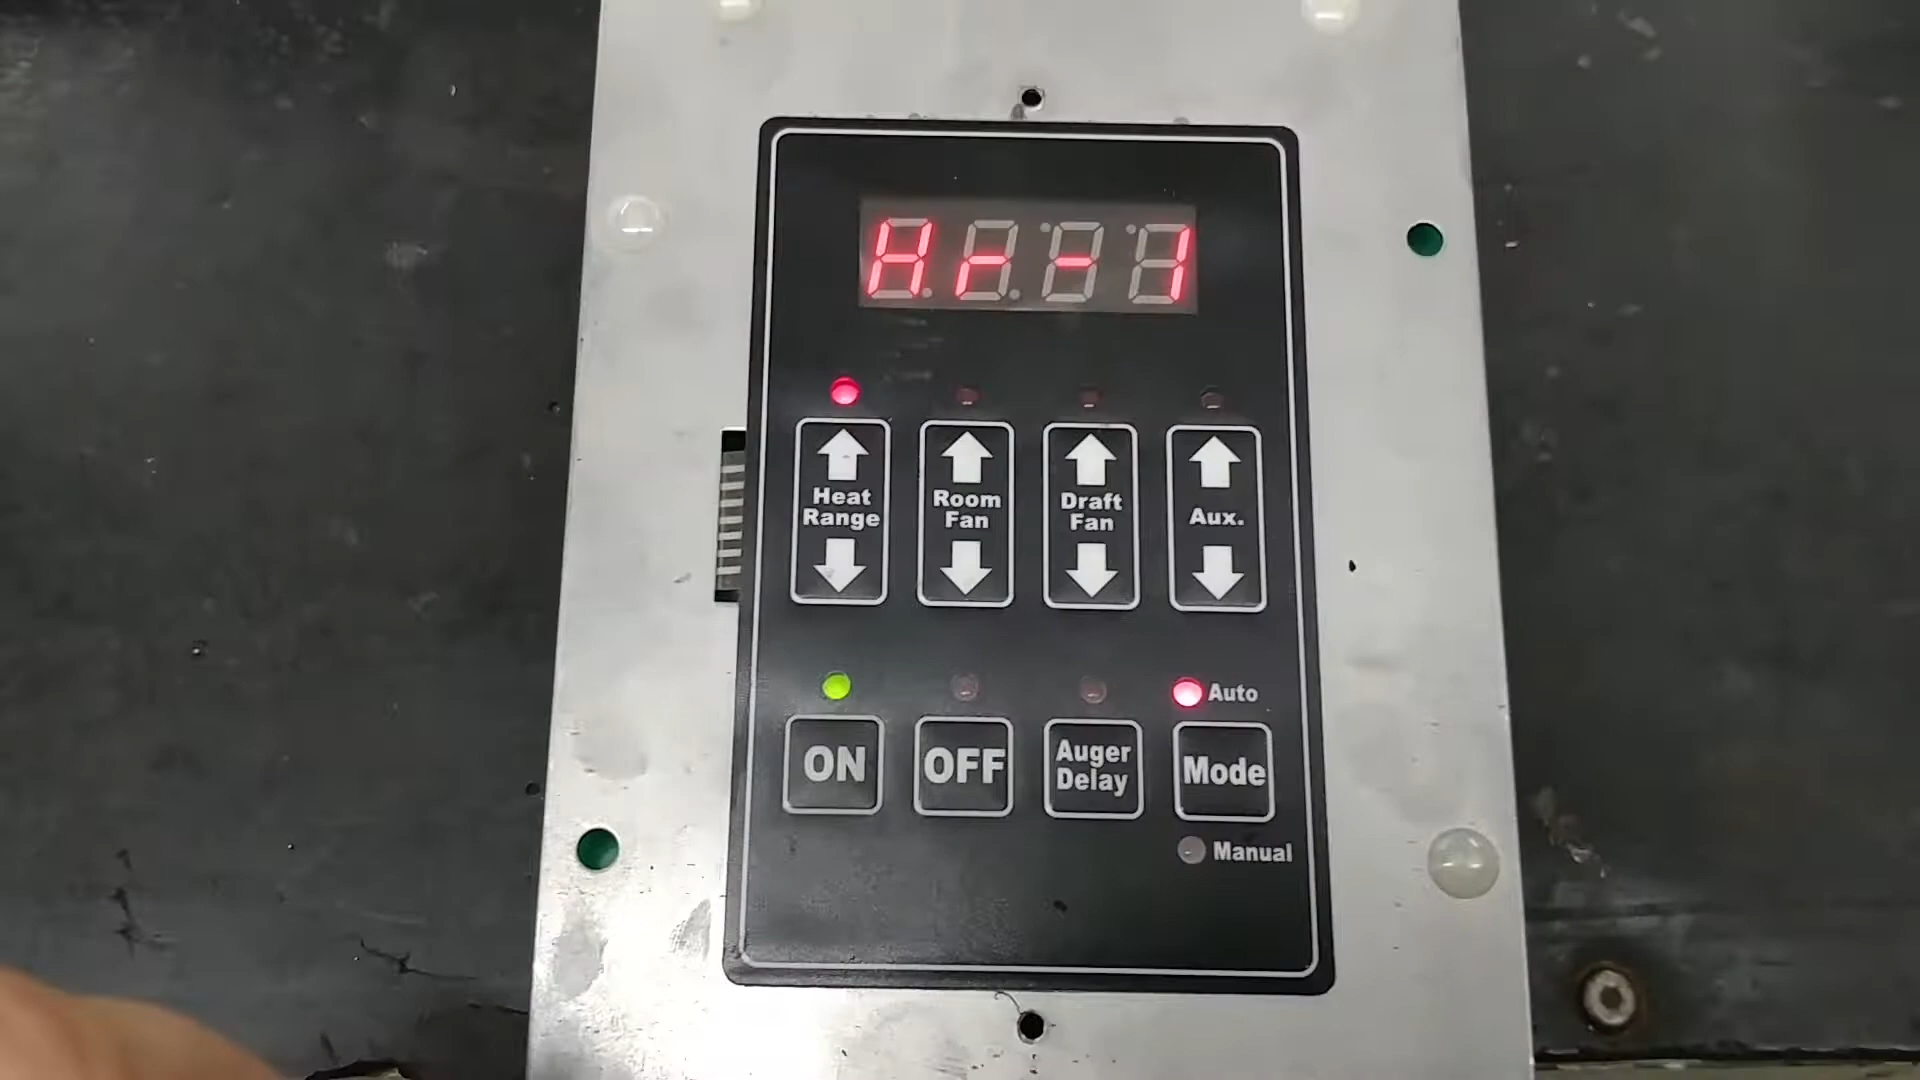 Hr-1
Heat
Range
Room
Fan
Draft
Fan
Aux.
Auto
ON
OFF
Auger
Delay
Mode
Manual